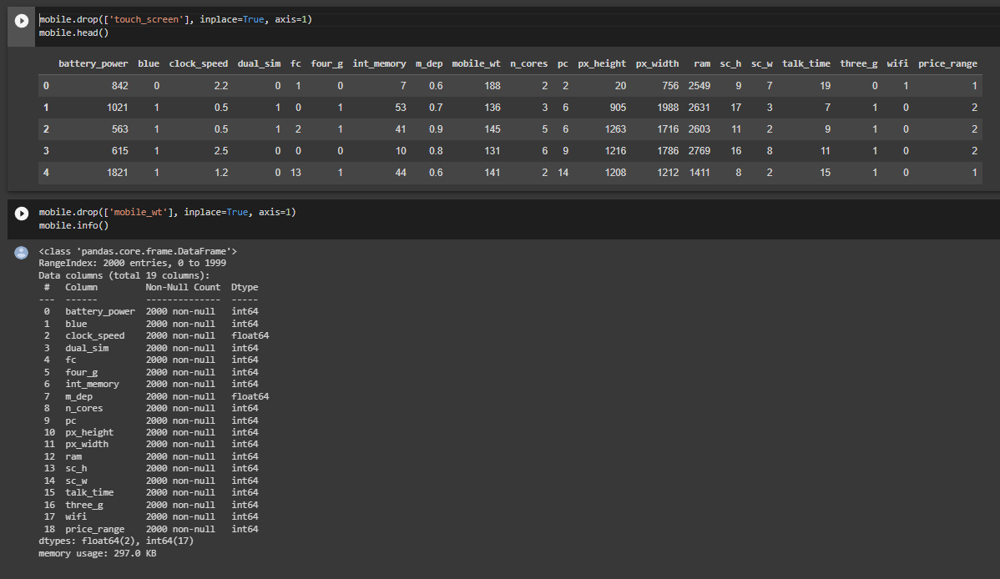 mobile.drop(['touch_screen'], inplace=True, axis=1)
mobile.head()
battery_power blue clock_speed dual_sim fc four_g int_memory m_dep mobile_wt n_cores pc px_height px_width ram sc_h sc_w talk_time three_g wifi price_range
0 842 0 2.2 0 1 0 7 0.6 188 2 2 20 756 2549 9 7 19 0 1 1
1 1021 1 0.5 1 0 1 53 0.7 136 3 6 905 1988 2631 17 3 7 1 0 2
2 563 1 0.5 1 2 1 41 0.9 145 5 6 1263 1716 2603 11 2 9 1 0 2
3 615 1 2.5 0 0 0 10 0.8 131 6 9 1216 1786 2769 16 8 11 1 0 2
4 1821 1 1.2 0 13 1 44 0.6 141 2 14 1208 1212 1411 8 2 15 1 0 1
mobile.drop(['mobile_wt'], inplace=True, axis=1)
mobile.info()
<class 'pandas.core.frame.DataFrame'>
RangeIndex: 2000 entries, 0 to 1999
Data columns (total 19 columns):
 #   Column         Non-Null Count  Dtype
---  ------         --------------  -----
 0   battery_power  2000 non-null   int64
 1   blue           2000 non-null   int64
 2   clock_speed    2000 non-null   float64
 3   dual_sim       2000 non-null   int64
 4   fc             2000 non-null   int64
 5   four_g         2000 non-null   int64
 6   int_memory     2000 non-null   int64
 7   m_dep          2000 non-null   float64
 8   n_cores        2000 non-null   int64
 9   pc             2000 non-null   int64
 10  px_height      2000 non-null   int64
 11  px_width       2000 non-null   int64
 12  ram            2000 non-null   int64
 13  sc_h           2000 non-null   int64
 14  sc_w           2000 non-null   int64
 15  talk_time      2000 non-null   int64
 16  three_g        2000 non-null   int64
 17  wifi           2000 non-null   int64
 18  price_range    2000 non-null   int64
dtypes: float64(2), int64(17)
memory usage: 297.0 KB